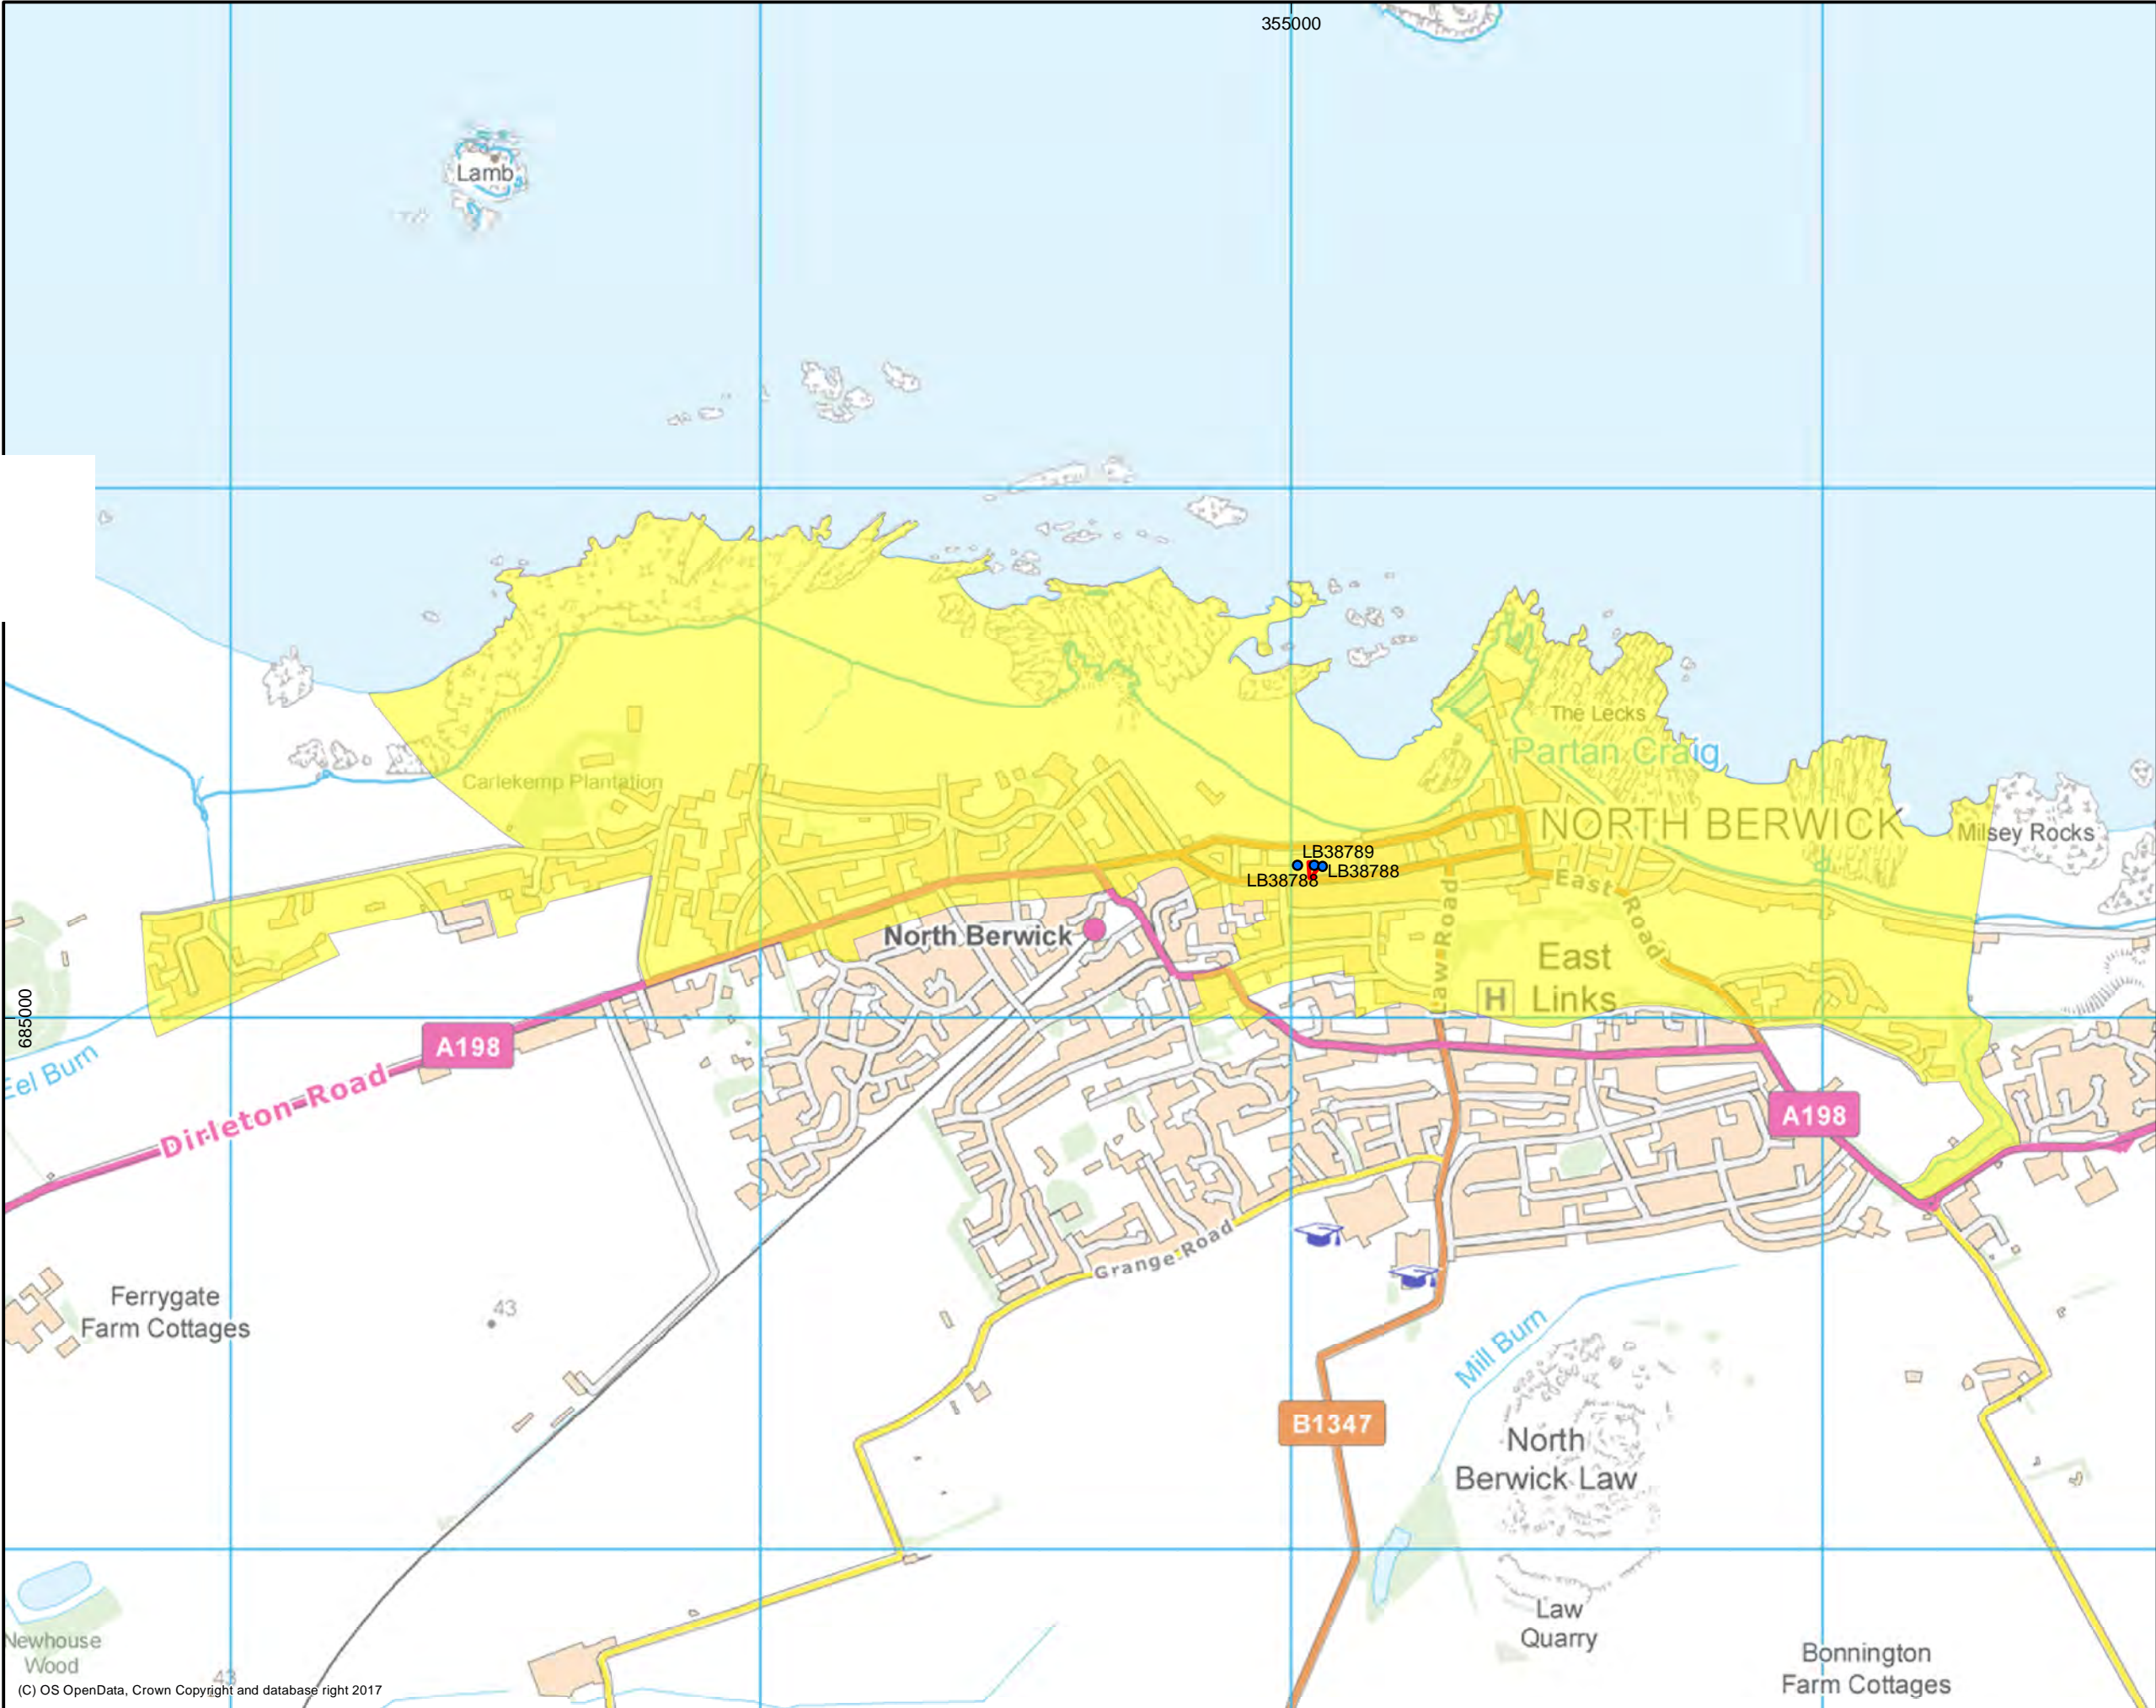 355000
Lamb
The Lecks
Partan Craig
Carlekemp Plantation
NORTH BERWICK
Milsey Rocks
LB38789
LB38788
LB38788
East Road
North Berwick
Law Road
East
Links
H
685000
A198
Eel Burn
Dirleton Road
A198
Grange Road
Ferrygate
Farm Cottages
43
Mill Burn
B1347
North
Berwick Law
Law
Quarry
Newhouse
Wood
Bonnington
Farm Cottages
43
(C) OS OpenData, Crown Copyright and database right 2017